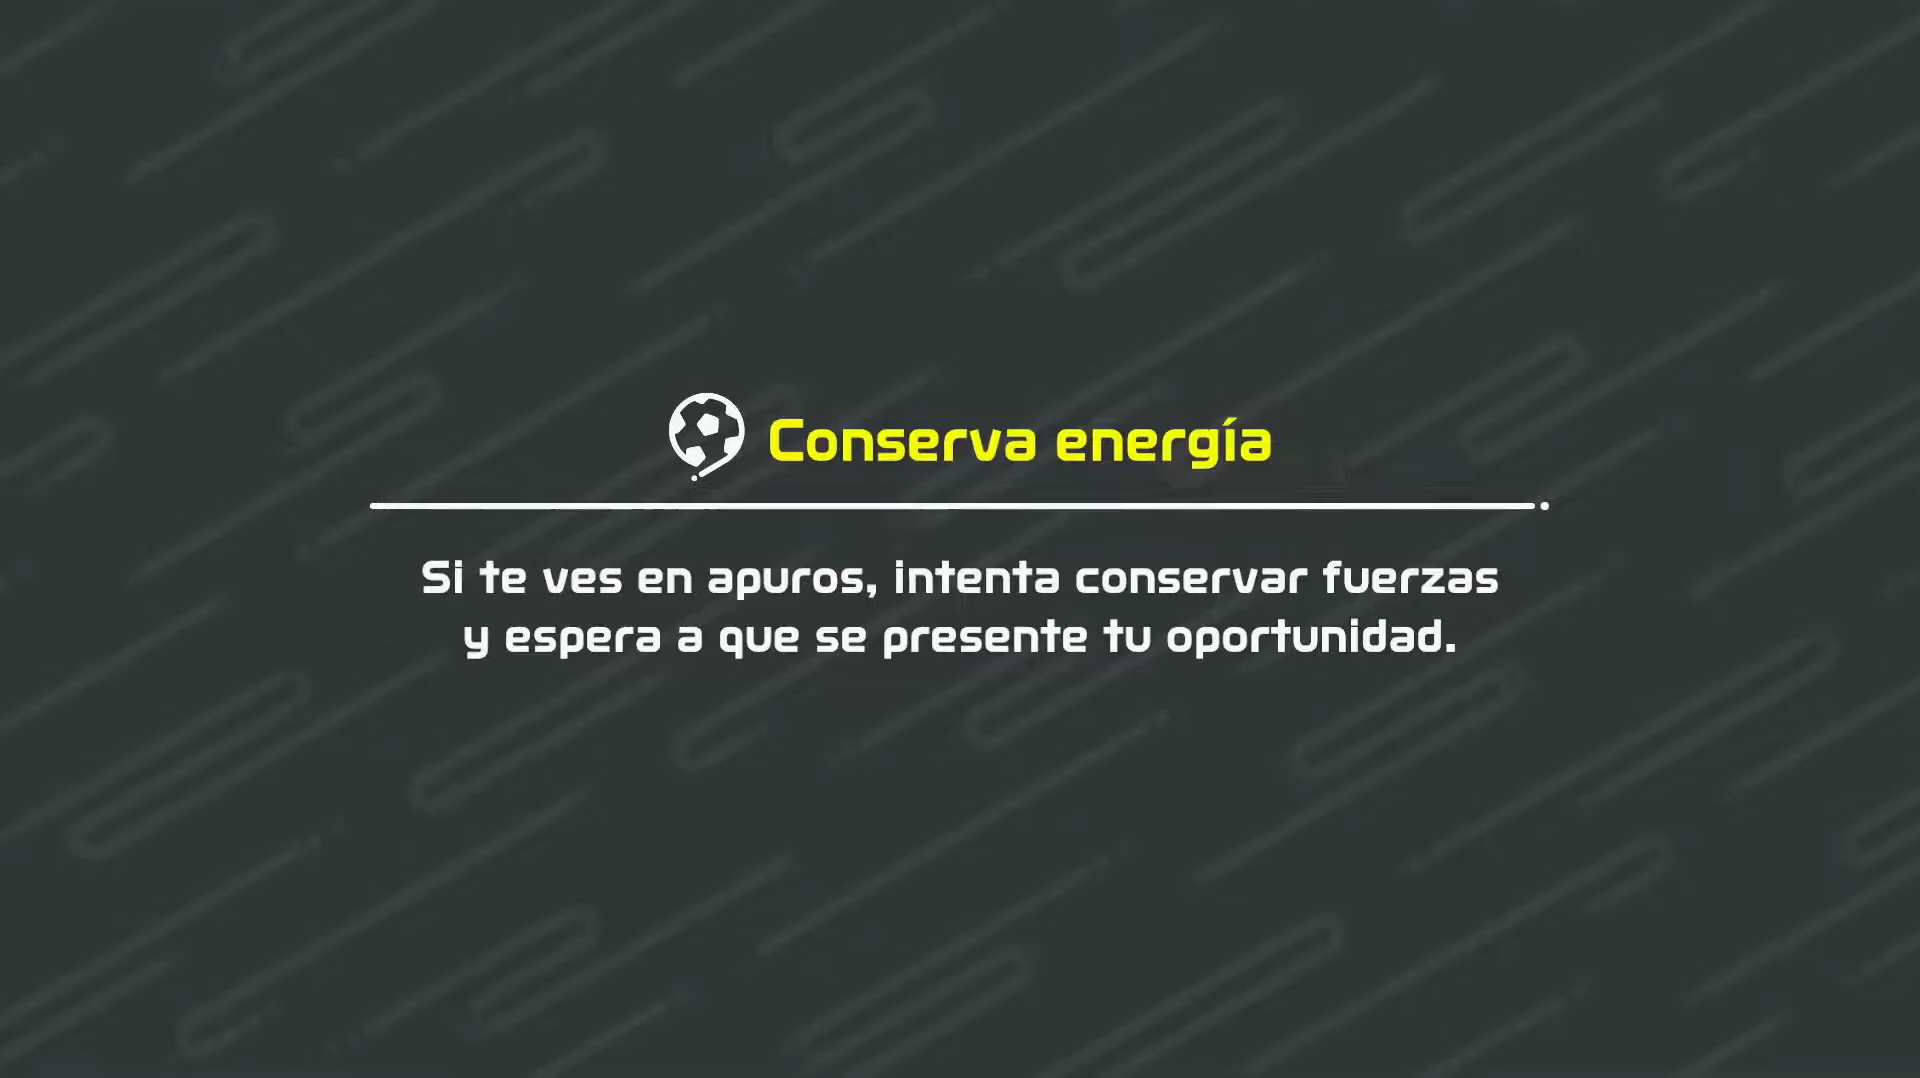 Conserva energía
Si te ves en apuros, intenta conservar fuerzas
y espera a que se presente tu oportunidad.